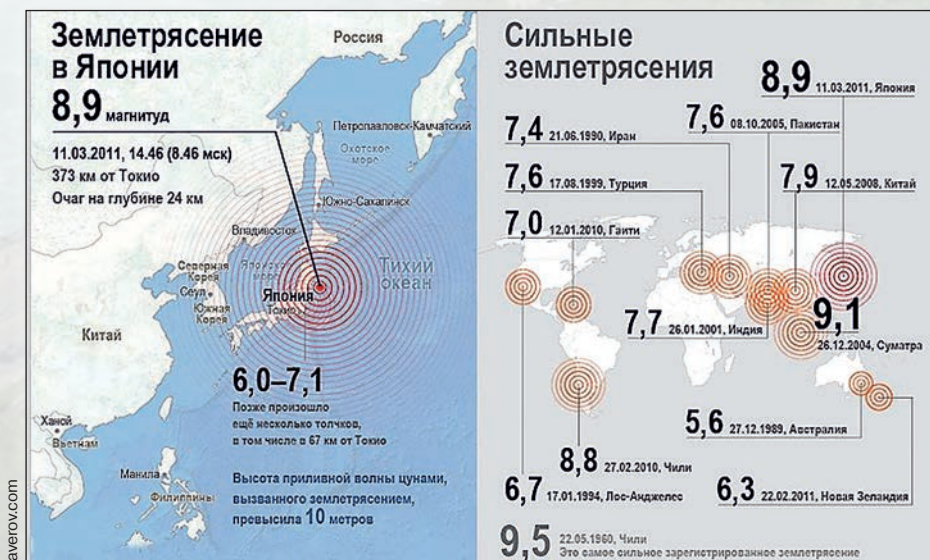 Землетрясение
в Японии
8,9 магнитуд
11.03.2011, 14.46 (8.46 мск)
373 км от Токио
Очаг на глубине 24 км
Россия
Петропавловск-Камчатский
Охотское
море
Южно-Сахалинск
Владивосток
Северная
Корея
Японское
море
Сеул
Южная
Корея
Япония
Токио
Тихий
океан
Китай
6,0–7,1
Позже произошло
ещё несколько толчков,
в том числе в 67 км от Токио
Ханой
Вьетнам
Манила
Филиппины
Высота приливной волны цунами,
вызванного землетрясением,
превысила 10 метров
Сильные
землетрясения
8,9 11.03.2011, Япония
7,4 21.06.1990, Иран
7,6 08.10.2005, Пакистан
7,6 17.08.1999, Турция
7,9 12.05.2008, Китай
7,0 12.01.2010, Гаити
7,7 26.01.2001, Индия
9,1
26.12.2004, Суматра
5,6 27.12.1989, Австралия
8,8 27.02.2010, Чили
6,7 17.01.1994, Лос-Анджелес
6,3 22.02.2011, Новая Зеландия
9,5 22.05.1960, Чили
Это самое сильное зарегистрированное землетрясение
averov.com